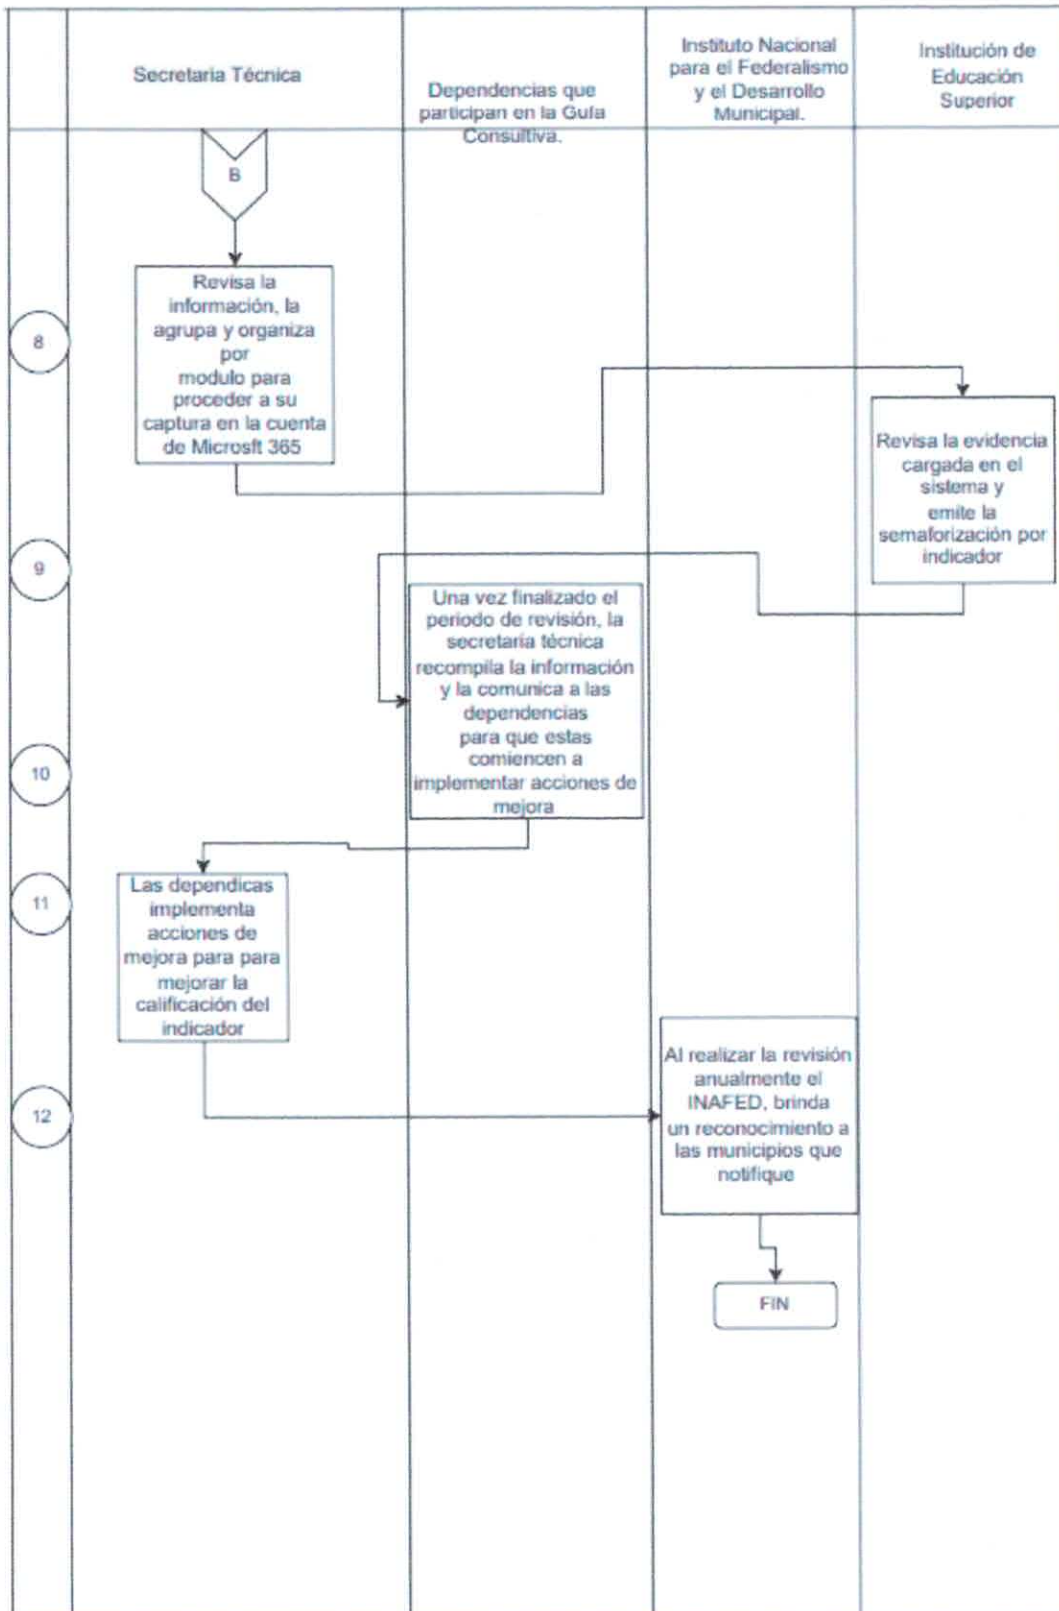 Secretaria Técnica
Dependencias que
participan en la Guía
Consultiva.
Instituto Nacional
para el Federalismo
y el Desarrollo
Municipal.
Institución de
Educación
Superior
B
8
Revisa la
información, la
agrupa y organiza
por
modulo para
proceder a su
captura en la cuenta
de Microsft 365
Revisa la evidencia
cargada en el
sistema y
emite la
semaforización por
indicador
9
Una vez finalizado el
periodo de revisión, la
secretaría técnica
recompila la información
y la comunica a las
dependencias
para que estas
comiencen a
implementar acciones de
mejora
10
11
Las dependicas
implementa
acciones de
mejora para para
mejorar la
calificación del
indicador
12
Al realizar la revisión
anualmente el
INAFED, brinda
un reconocimiento a
las municipios que
notifique
FIN